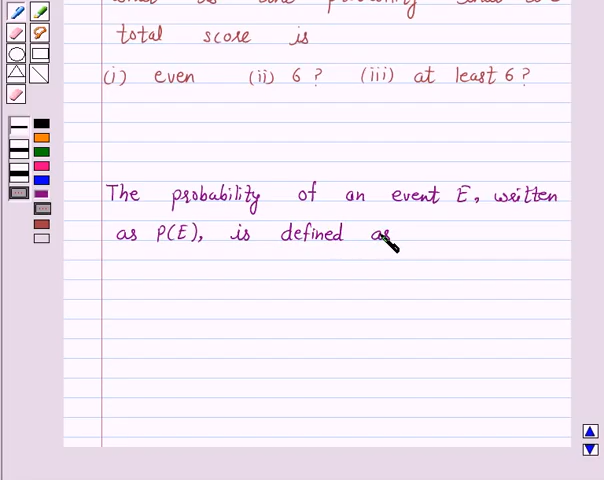 total score is
(i) even (ii) 6 ? (iii) at least 6 ?
The probability of an event E, written
as P(E), is defined as